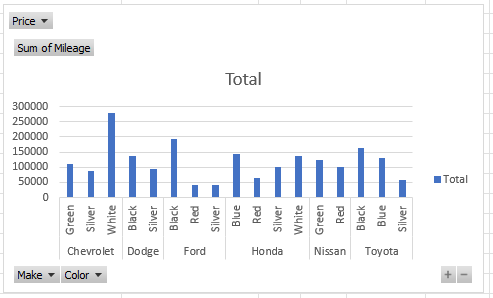 Price
Sum of Mileage
Total
300000
250000
200000
150000
100000
50000
0
Green Silver White Black Silver Black Red Silver Blue Red Silver White Green Red Black Blue Silver
Chevrolet Dodge Ford Honda Nissan Toyota
Total
Make Color + −